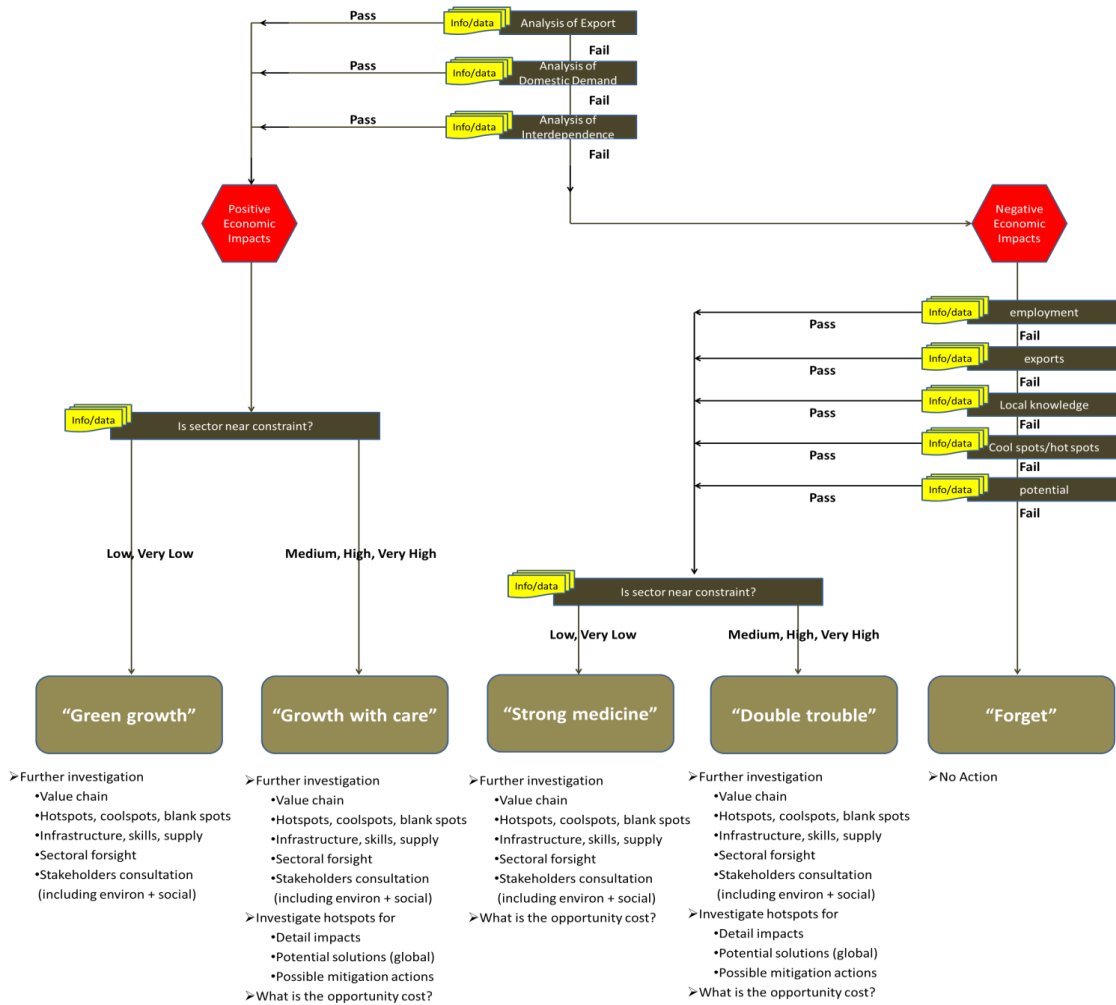 Pass
Info/data
Analysis of Export
Fail
Pass
Info/data
Analysis of
Domestic Demand
Fail
Pass
Info/data
Analysis of
Interdependence
Fail
Positive
Economic
Impacts
Negative
Economic
Impacts
Info/data
employment
Pass
Fail
Info/data
exports
Pass
Fail
Info/data
Local knowledge
Pass
Fail
Info/data
Cool spots/hot spots
Pass
Fail
Info/data
potential
Pass
Fail
Info/data
Is sector near constraint?
Low, Very Low
Medium, High, Very High
Info/data
Is sector near constraint?
Low, Very Low
Medium, High, Very High
“Green growth”
“Growth with care”
“Strong medicine”
“Double trouble”
“Forget”
➢Further investigation
•Value chain
•Hotspots, coolspots, blank spots
•Infrastructure, skills, supply
•Sectoral forsight
•Stakeholders consultation
(including environ + social)
➢Further investigation
•Value chain
•Hotspots, coolspots, blank spots
•Infrastructure, skills, supply
•Sectoral forsight
•Stakeholders consultation
(including environ + social)
➢Investigate hotspots for
•Detail impacts
•Potential solutions (global)
•Possible mitigation actions
➢What is the opportunity cost?
➢Further investigation
•Value chain
•Hotspots, coolspots, blank spots
•Infrastructure, skills, supply
•Sectoral forsight
•Stakeholders consultation
(including environ + social)
➢What is the opportunity cost?
➢Further investigation
•Value chain
•Hotspots, coolspots, blank spots
•Infrastructure, skills, supply
•Sectoral forsight
•Stakeholders consultation
(including environ + social)
➢Investigate hotspots for
•Detail impacts
•Potential solutions (global)
•Possible mitigation actions
➢What is the opportunity cost?
➢No Action